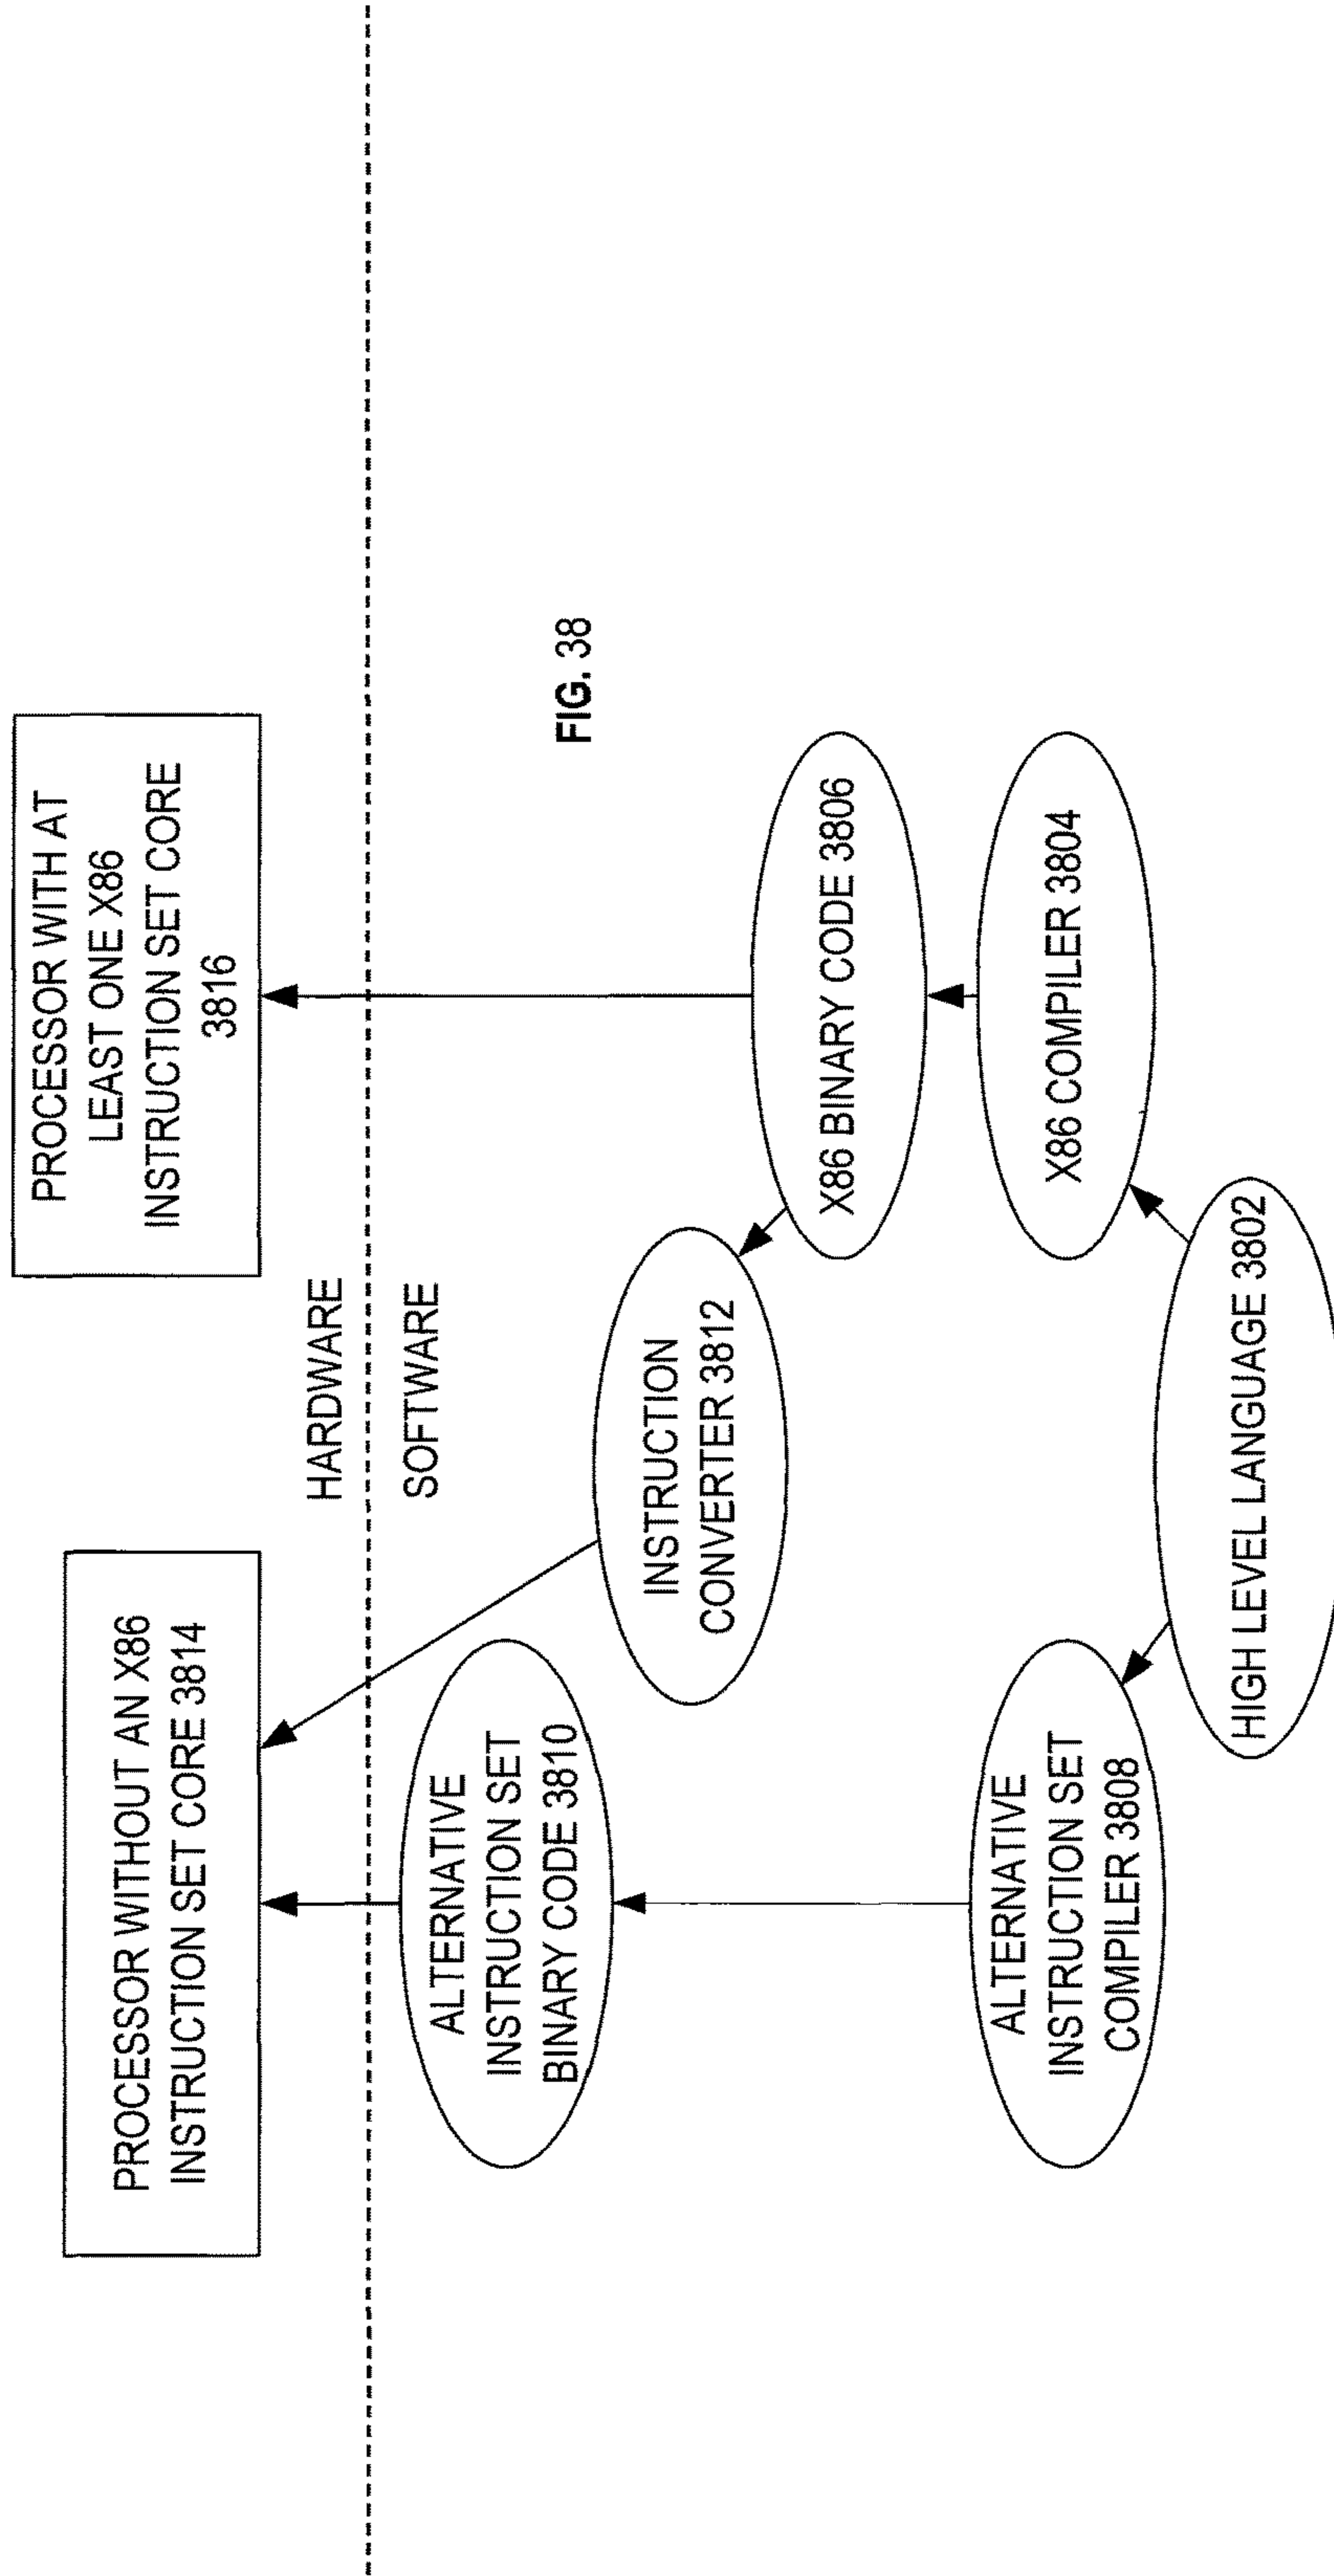 PROCESSOR WITHOUT AN X86
INSTRUCTION SET CORE 3814
PROCESSOR WITH AT
LEAST ONE X86
INSTRUCTION SET CORE
3816
HARDWARE
SOFTWARE
ALTERNATIVE
INSTRUCTION SET
BINARY CODE 3810
INSTRUCTION
CONVERTER 3812
FIG. 38
X86 BINARY CODE 3806
ALTERNATIVE
INSTRUCTION SET
COMPILER 3808
X86 COMPILER 3804
HIGH LEVEL LANGUAGE 3802